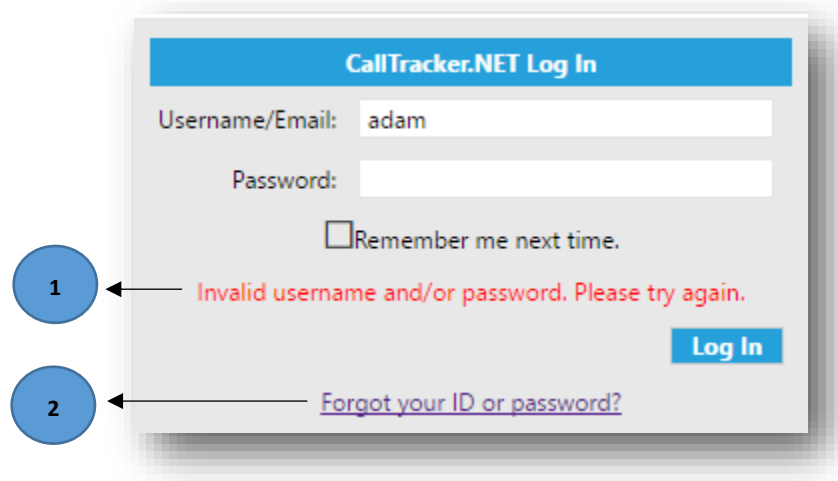 CallTracker.NET Log In
Username/Email: adam
Password:
Remember me next time.
1
Invalid username and/or password. Please try again.
Log In
2
Forgot your ID or password?